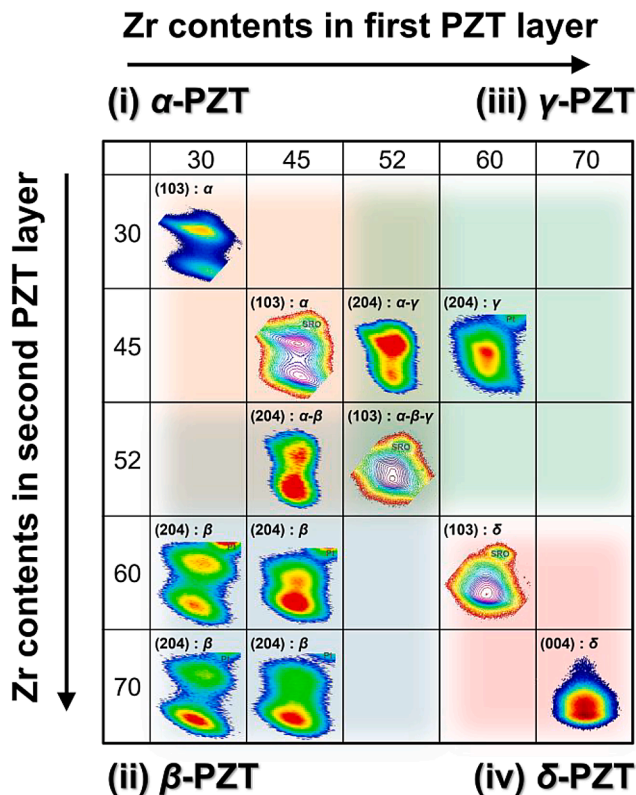 Zr contents in first PZT layer
(i) α-PZT (iii) γ-PZT
Zr contents in second PZT layer
30 45 52 60 70
30 (103) : α
45 (103) : α (204) : α-γ (204) : γ
SRO Pt
52 (204) : α-β (103) : α-β-γ
SRO
60 (204) : β (204) : β (103) : δ
Pt Pt SRO
70 (204) : β (204) : β (004) : δ
Pt Pt
(ii) β-PZT (iv) δ-PZT